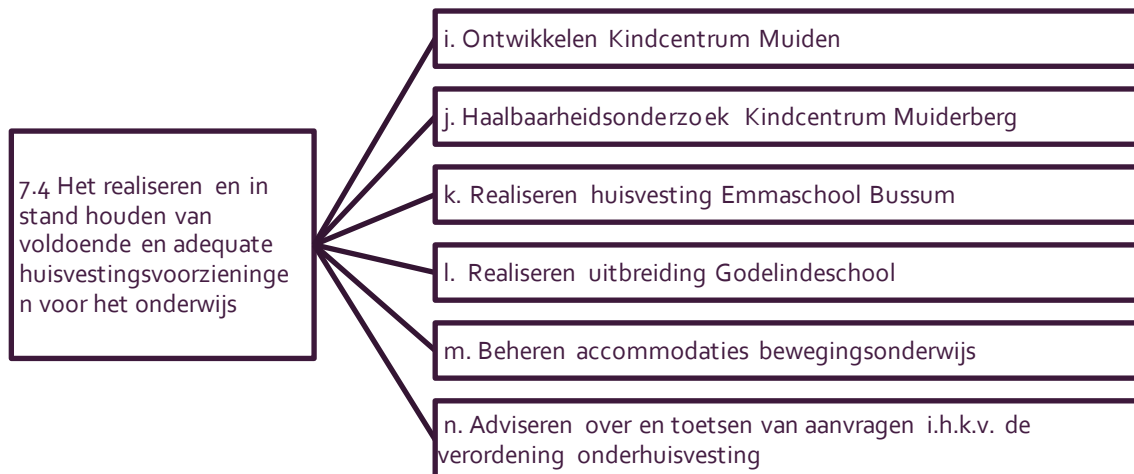 i. Ontwikkelen Kindcentrum Muiden
j. Haalbaarheidsonderzoek Kindcentrum Muiderberg
7.4 Het realiseren en in
stand houden van
voldoende en adequate
huisvestingsvoorzieninge
n voor het onderwijs
k. Realiseren huisvesting Emmaschool Bussum
l. Realiseren uitbreiding Godelindeschool
m. Beheren accommodaties bewegingsonderwijs
n. Adviseren over en toetsen van aanvragen i.h.k.v. de
verordening onderhuisvesting